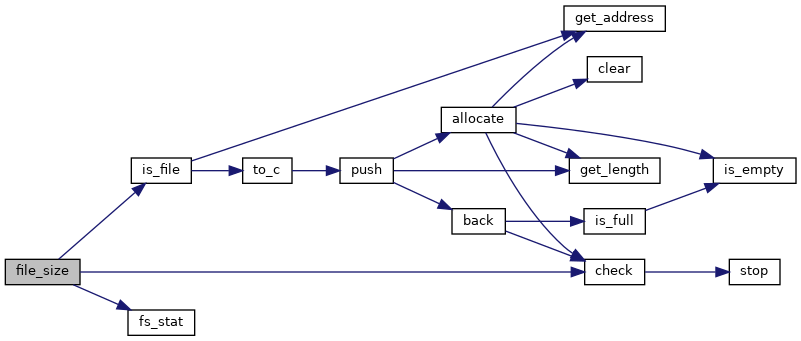 get_address
clear
allocate
is_file
to_c
push
get_length
is_empty
back
is_full
file_size
check
stop
fs_stat